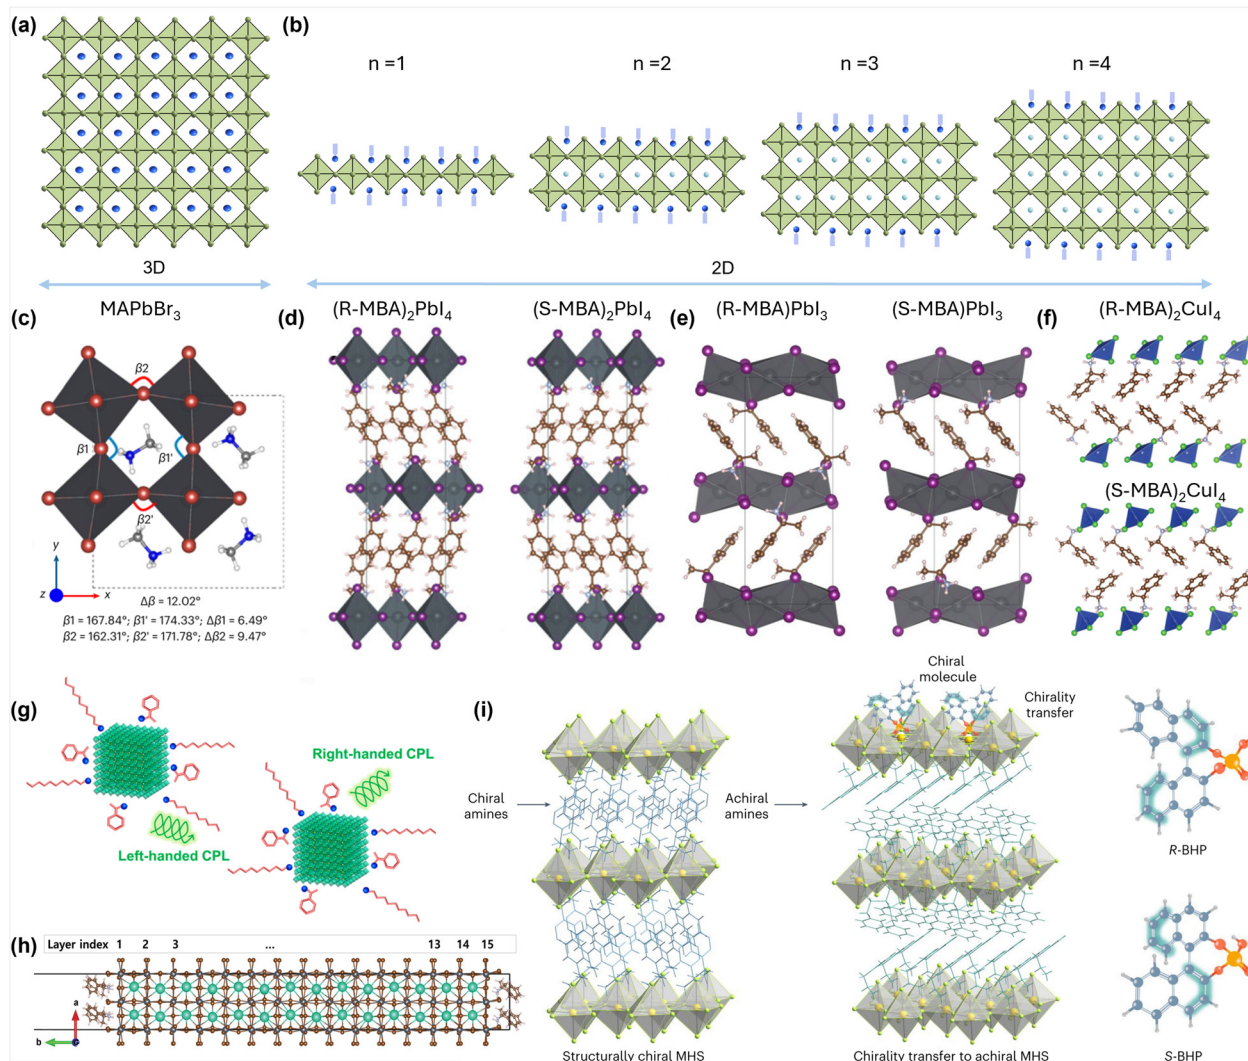 (a)
(b)
n =1
n =2
n =3
n =4
3D
2D
(c)
MAPbBr₃
β2
β1
β1'
β2'
y
z
x
Δβ = 12.02°
β1 = 167.84°; β1' = 174.33°; Δβ1 = 6.49°
β2 = 162.31°; β2' = 171.78°; Δβ2 = 9.47°
(d)
(R-MBA)₂PbI₄
(S-MBA)₂PbI₄
(e)
(R-MBA)PbI₃
(S-MBA)PbI₃
(f)
(R-MBA)₂CuI₄
(S-MBA)₂CuI₄
(g)
Left-handed CPL
Right-handed CPL
(h)
Layer index 1 2 3 ... 13 14 15
a
b
(i)
Chiral
amines
Structurally chiral MHS
Achiral
amines
Chiral
molecule
Chirality
transfer
Chirality transfer to achiral MHS
R-BHP
S-BHP